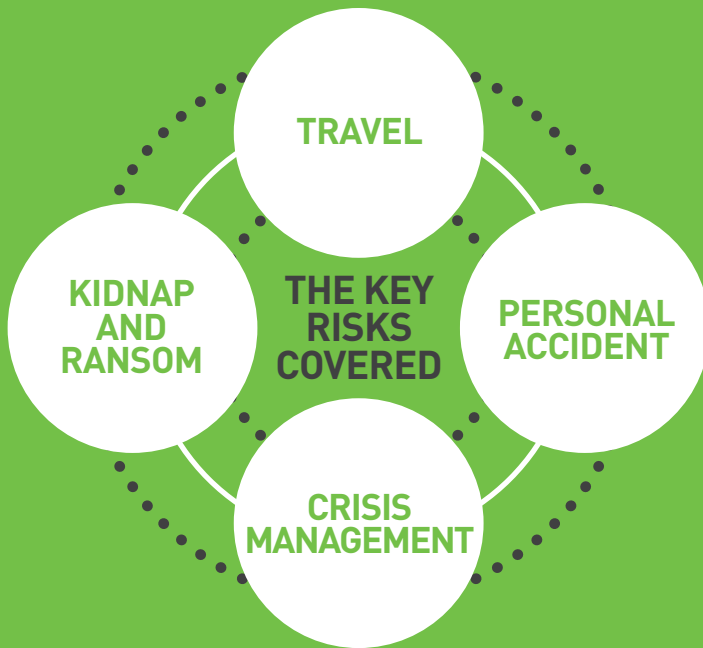 TRAVEL
KIDNAP
AND
RANSOM
THE KEY
RISKS
COVERED
PERSONAL
ACCIDENT
CRISIS
MANAGEMENT